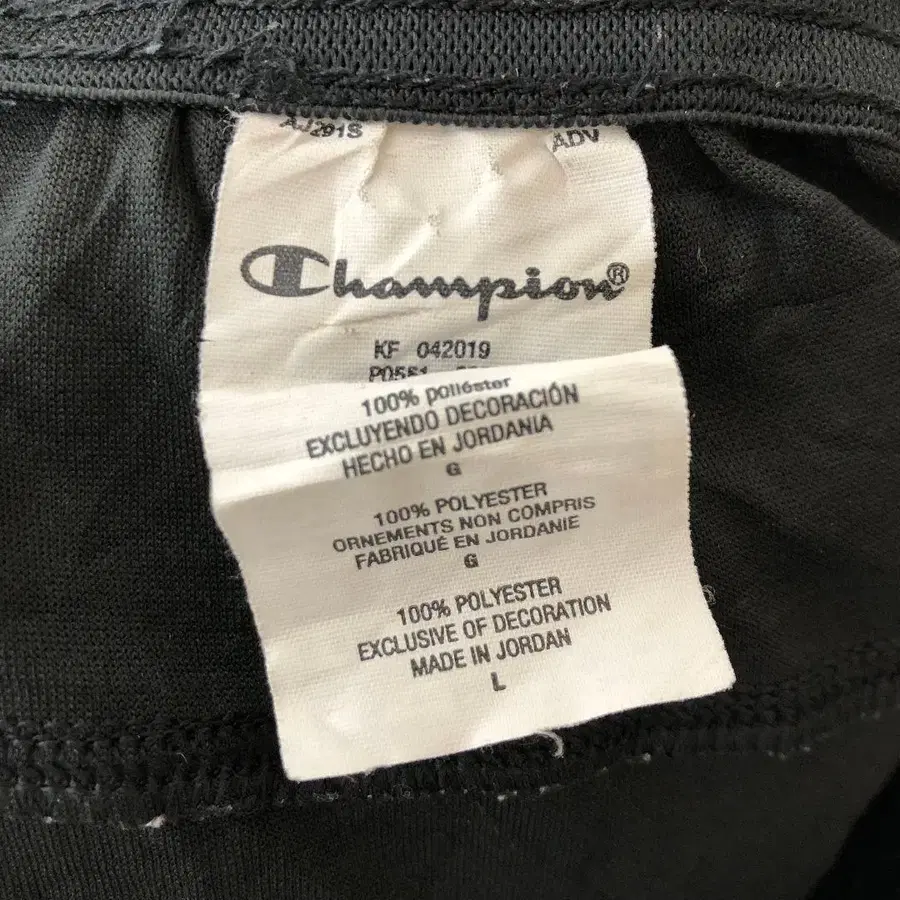 AJ291S ADV
Champion®
KF 042019
P0551
100% poliéster
EXCLUYENDO DECORACIÓN
HECHO EN JORDANIA
G
100% POLYESTER
ORNEMENTS NON COMPRIS
FABRIQUÉ EN JORDANIE
G
100% POLYESTER
EXCLUSIVE OF DECORATION
MADE IN JORDAN
L